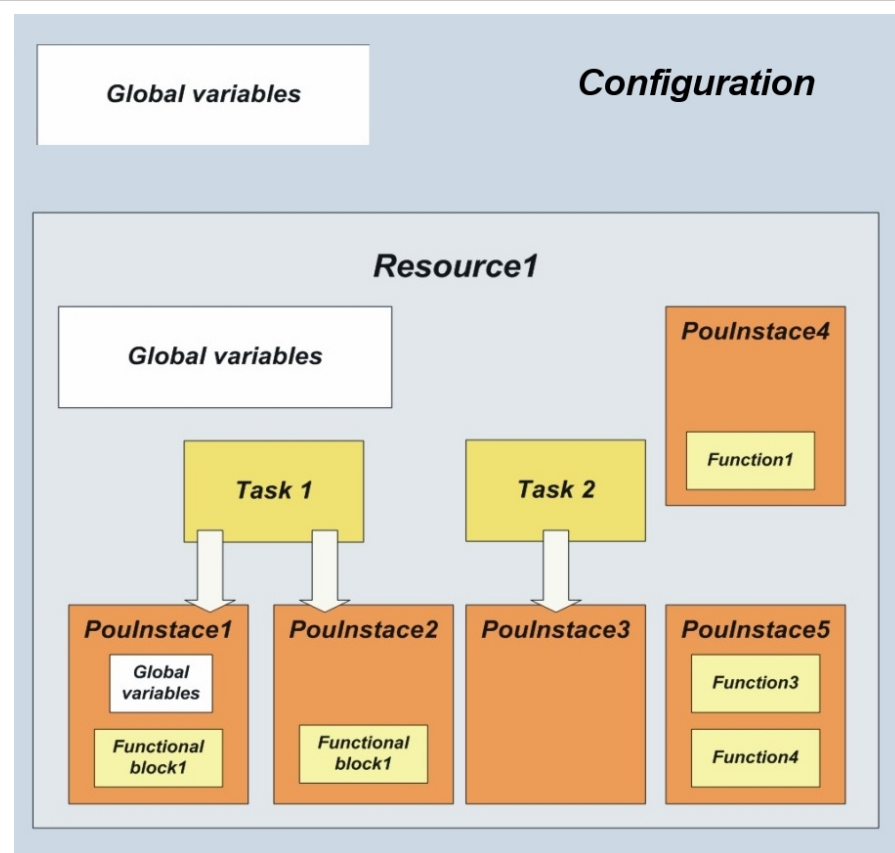 Global variables
Configuration
Resource1
Global variables
PouInstace4
Function1
Task 1
Task 2
PouInstace1
Global
variables
Functional
block1
PouInstace2
Functional
block1
PouInstace3
PouInstace5
Function3
Function4